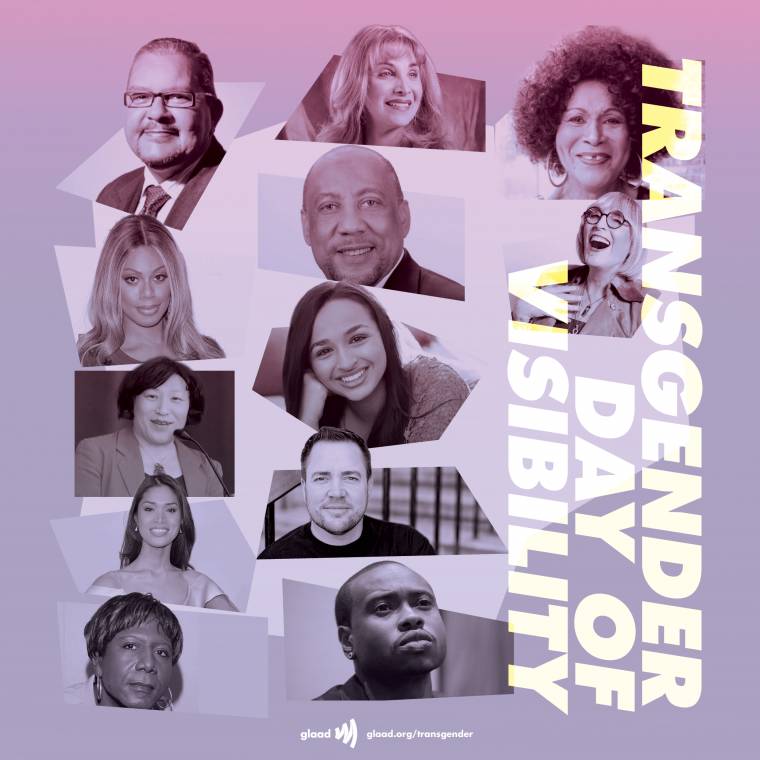 TRANSGENDER
DAY OF
VISIBILITY
glaad
glaad.org/transgender